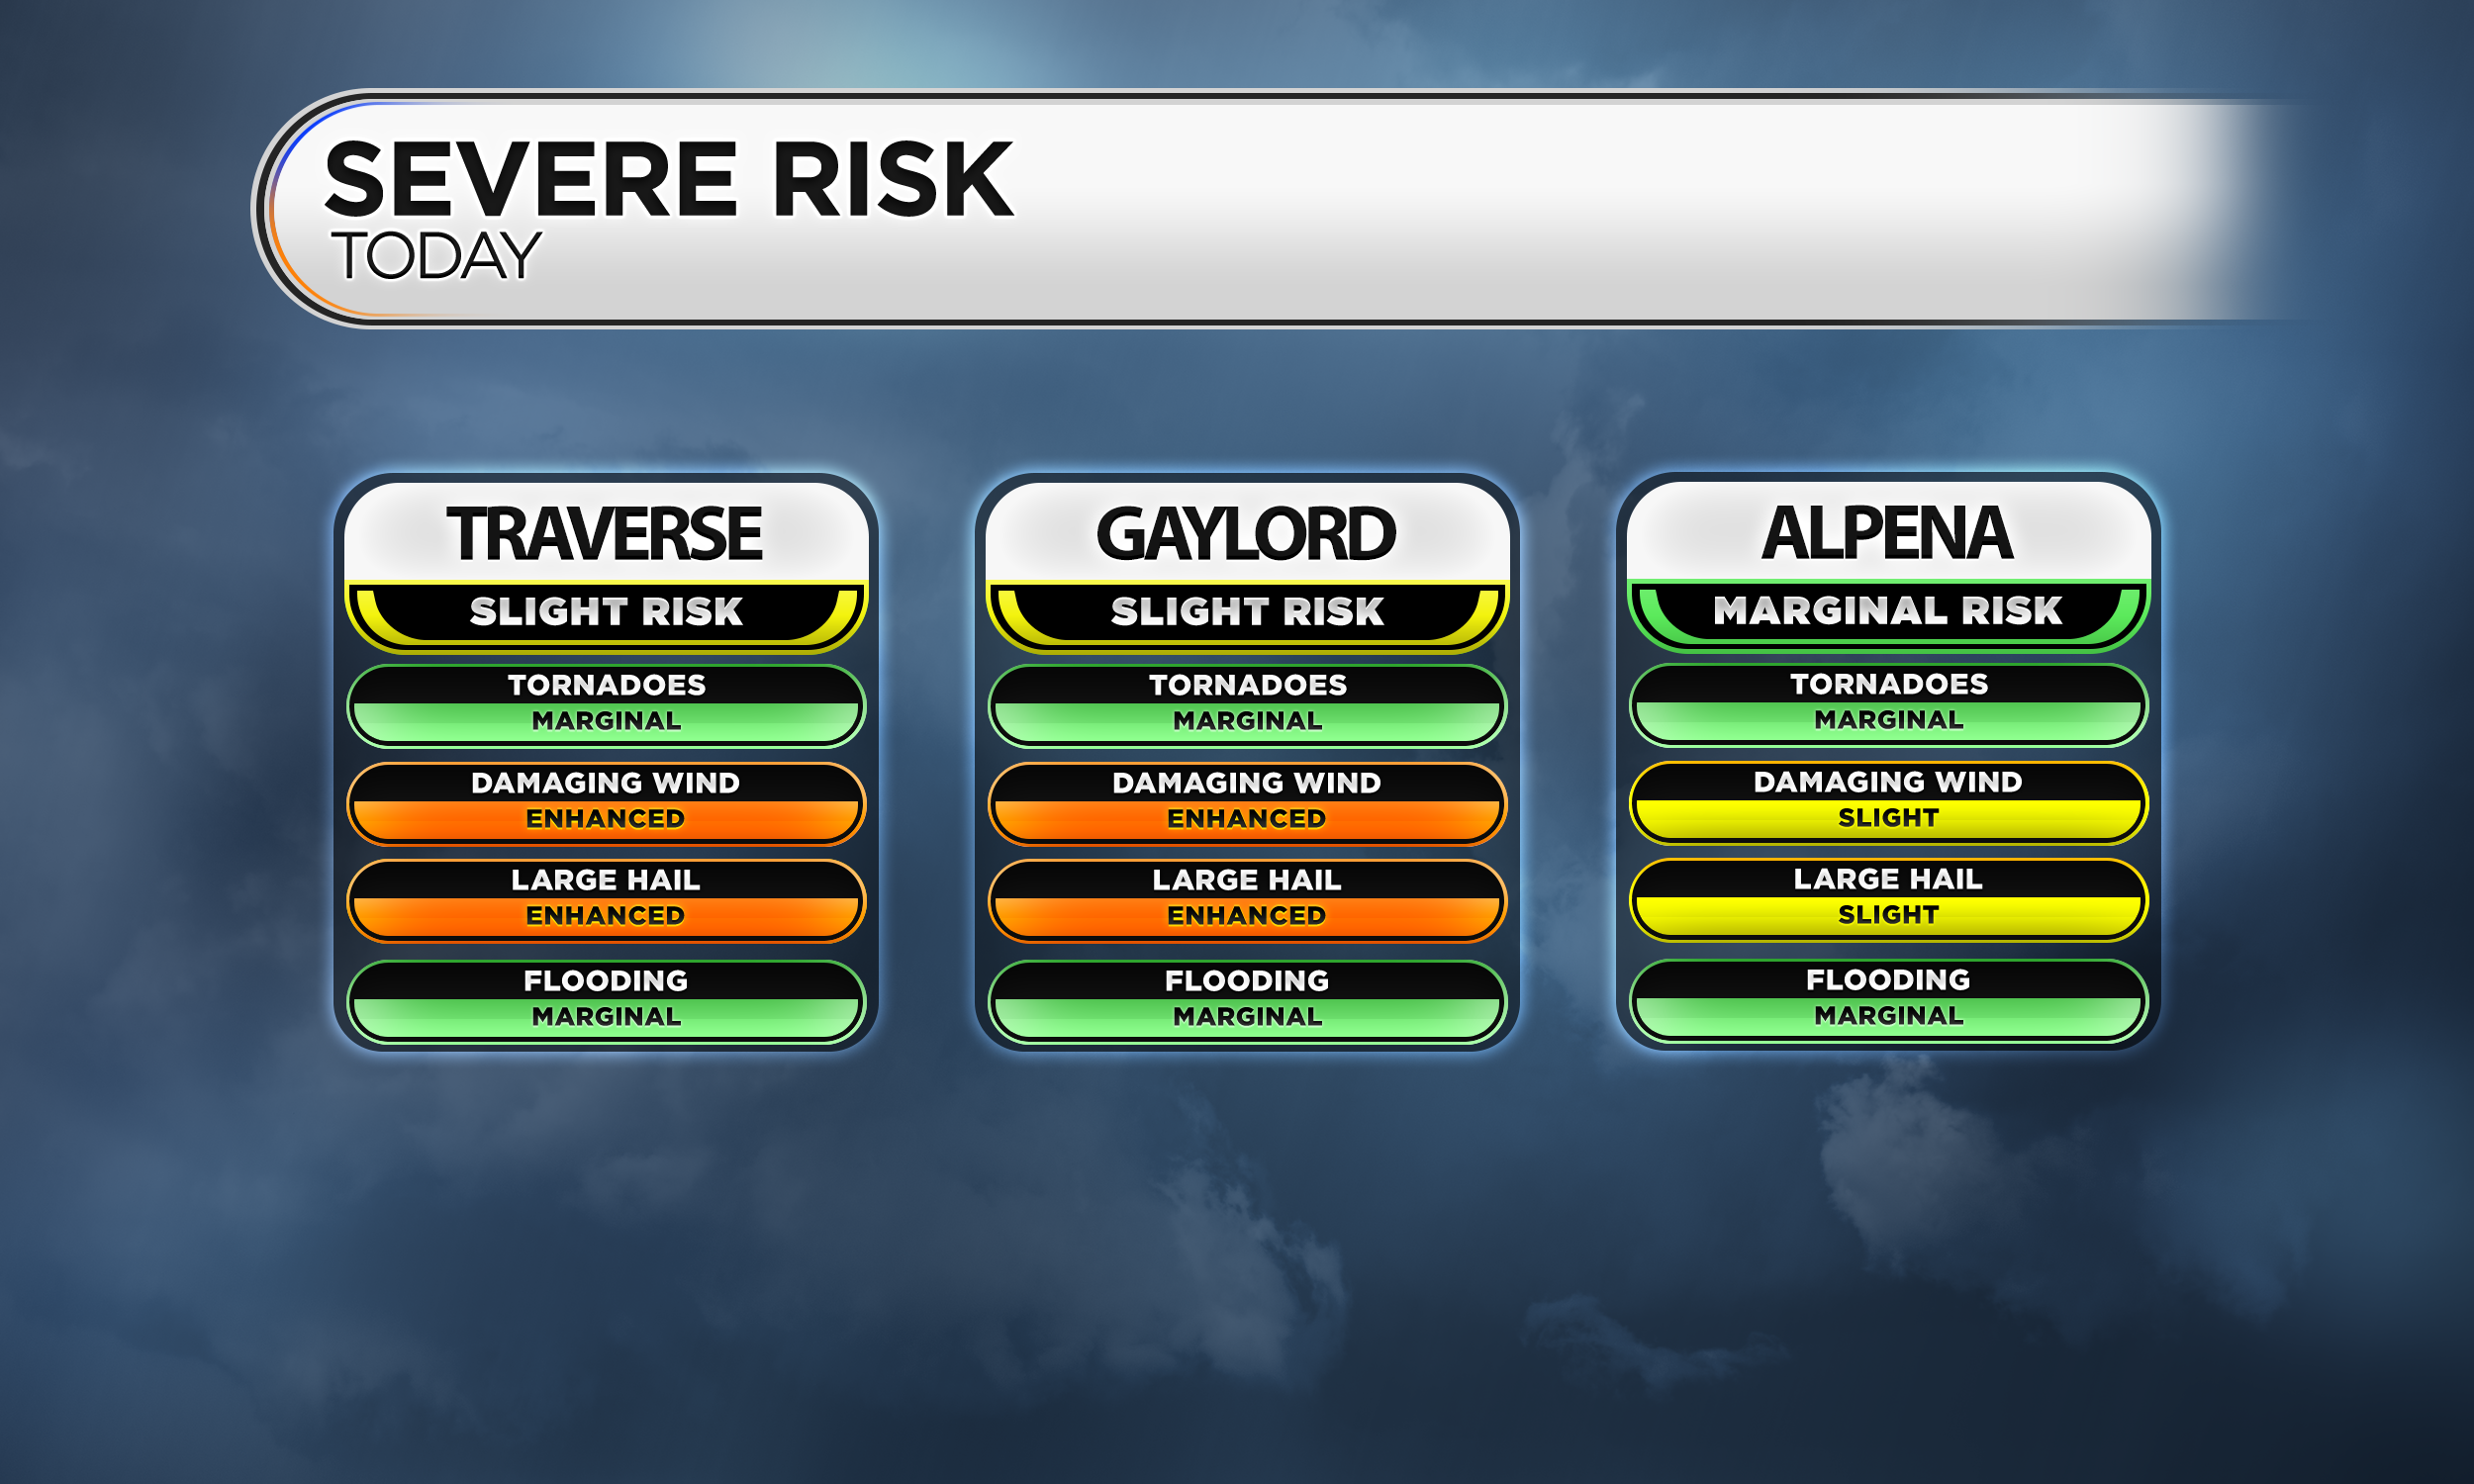 SEVERE RISK
TODAY
TRAVERSE
SLIGHT RISK
TORNADOES
MARGINAL
DAMAGING WIND
ENHANCED
LARGE HAIL
ENHANCED
FLOODING
MARGINAL
GAYLORD
SLIGHT RISK
TORNADOES
MARGINAL
DAMAGING WIND
ENHANCED
LARGE HAIL
ENHANCED
FLOODING
MARGINAL
ALPENA
MARGINAL RISK
TORNADOES
MARGINAL
DAMAGING WIND
SLIGHT
LARGE HAIL
SLIGHT
FLOODING
MARGINAL